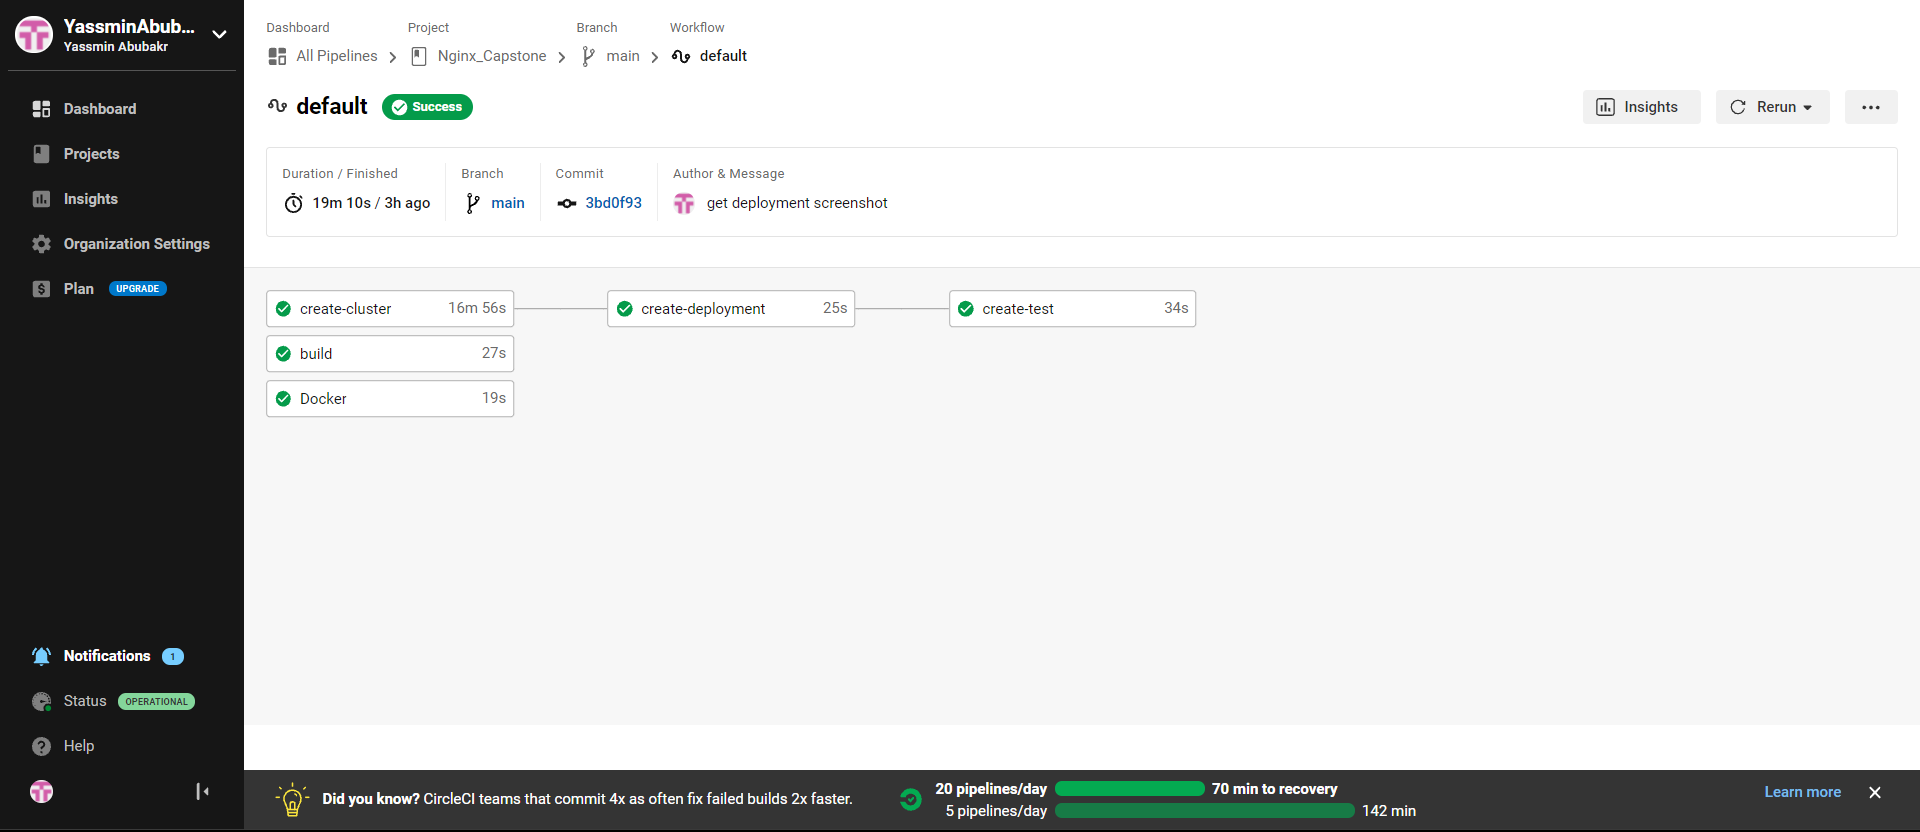 YassminAbub...
Yassmin Abubakr
Dashboard
Projects
Insights
Organization Settings
Plan UPGRADE
Notifications 1
Status OPERATIONAL
Help
Dashboard Project Branch Workflow
All Pipelines Nginx_Capstone main default
default Success
Insights Rerun ...
Duration / Finished Branch Commit Author & Message
19m 10s / 3h ago main 3bd0f93 get deployment screenshot
create-cluster 16m 56s create-deployment 25s create-test 34s
build 27s
Docker 19s
Did you know? CircleCI teams that commit 4x as often fix failed builds 2x faster.
20 pipelines/day 70 min to recovery
5 pipelines/day 142 min
Learn more